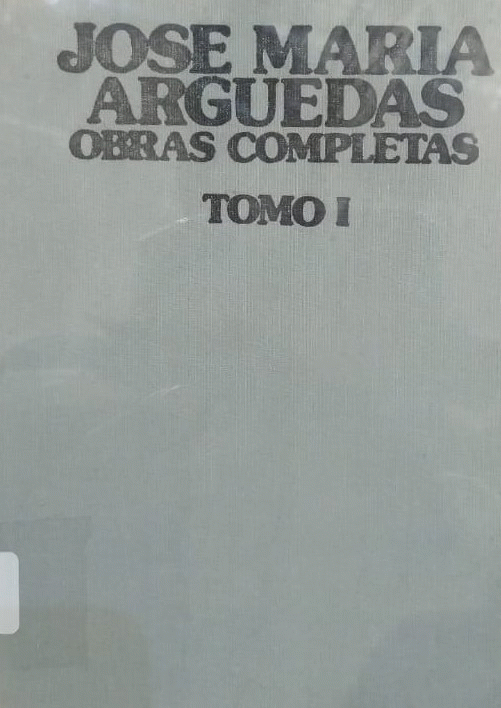 JOSE MARIA
ARGUEDAS
OBRAS COMPLETAS
TOMO I